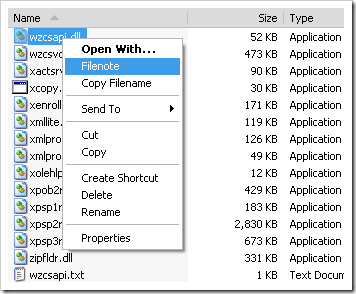 Name Size Type
wzcsapi.dll 52 KB Application
wzcsvc 473 KB Application
xactsrv 90 KB Application
xcopy. 30 KB Application
xenroll 171 KB Application
xmllite. 119 KB Application
xmlpro 126 KB Application
xmlpro 49 KB Application
xolehlp 12 KB Application
xpob2r 429 KB Application
xpsp1r 183 KB Application
xpsp2r 2,830 KB Application
xpsp3r 673 KB Application
zipfldr.dll 331 KB Application
wzcsapi.txt 1 KB Text Docum
Open With...
Filenote
Copy Filename
Send To
Cut
Copy
Create Shortcut
Delete
Rename
Properties